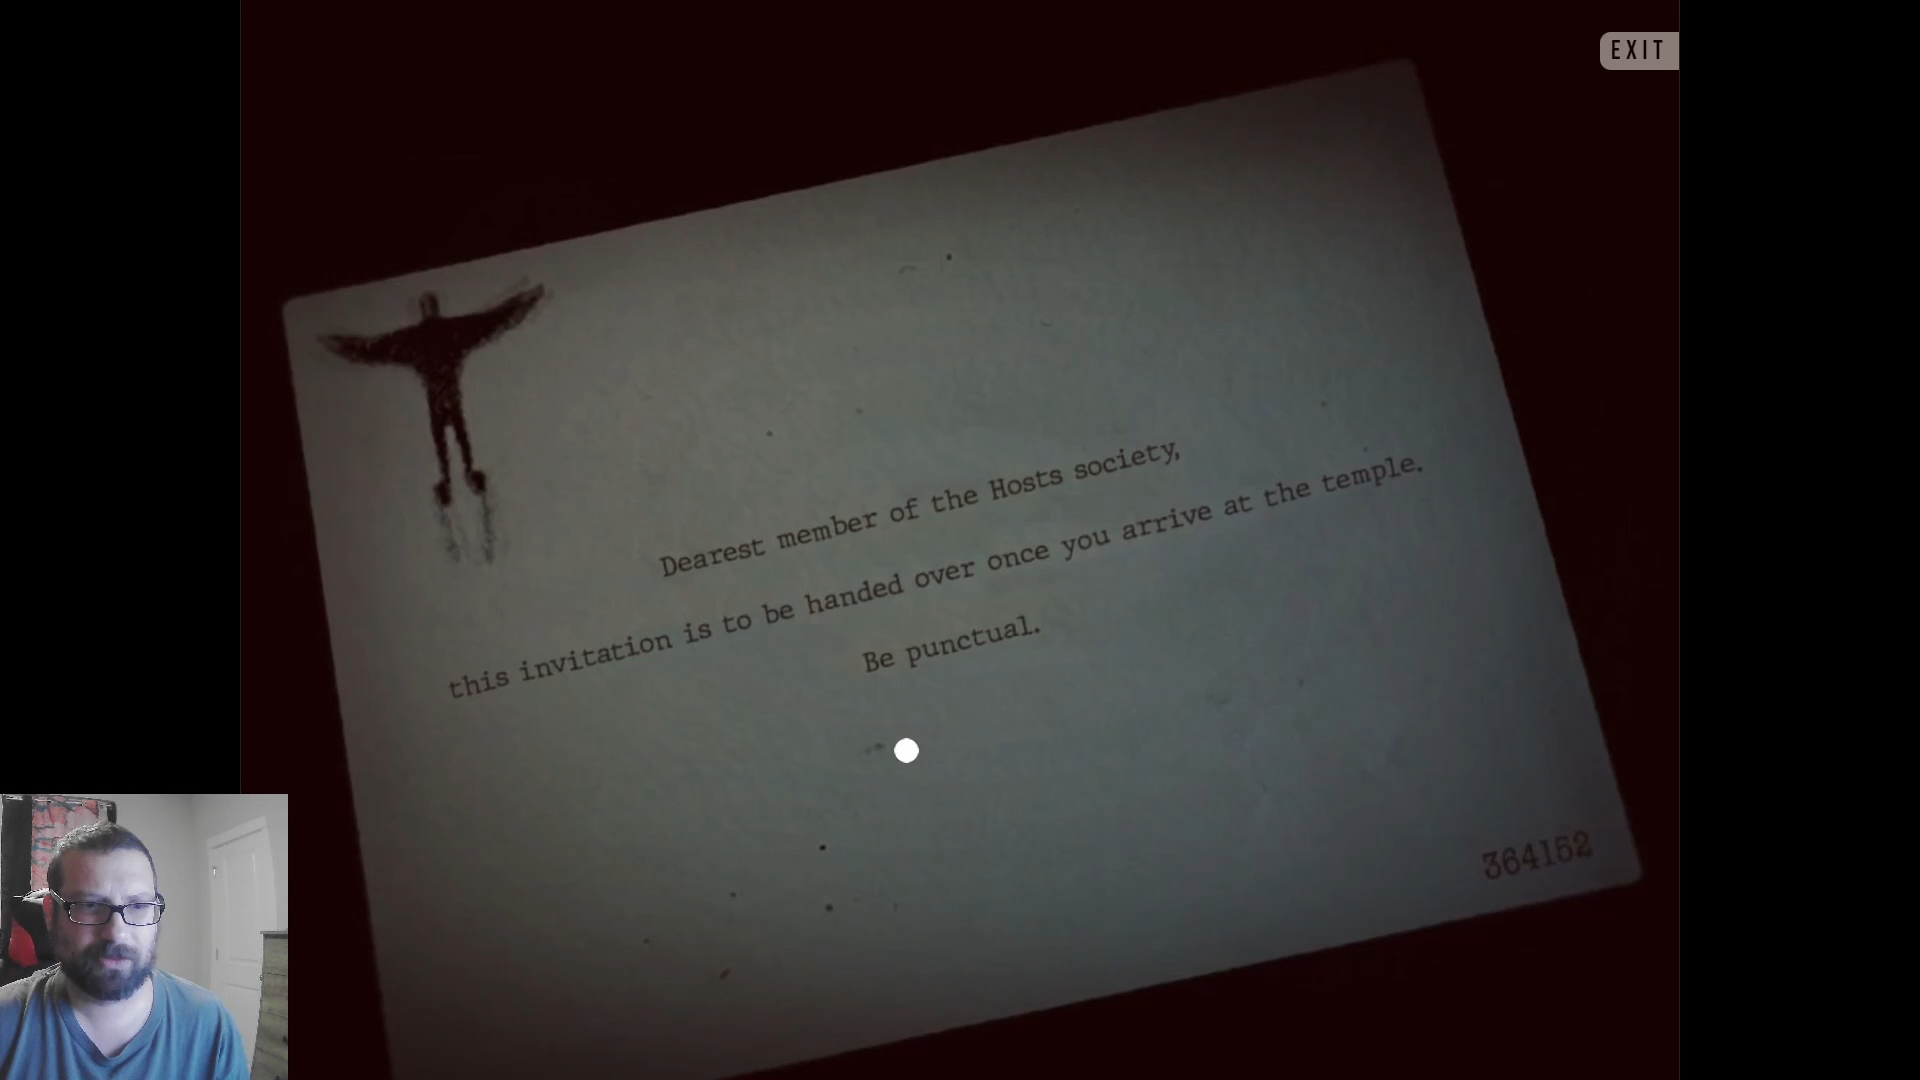 EXIT
Dearest member of the Hosts society,
this invitation is to be handed over once you arrive at the temple.
Be punctual.
364152